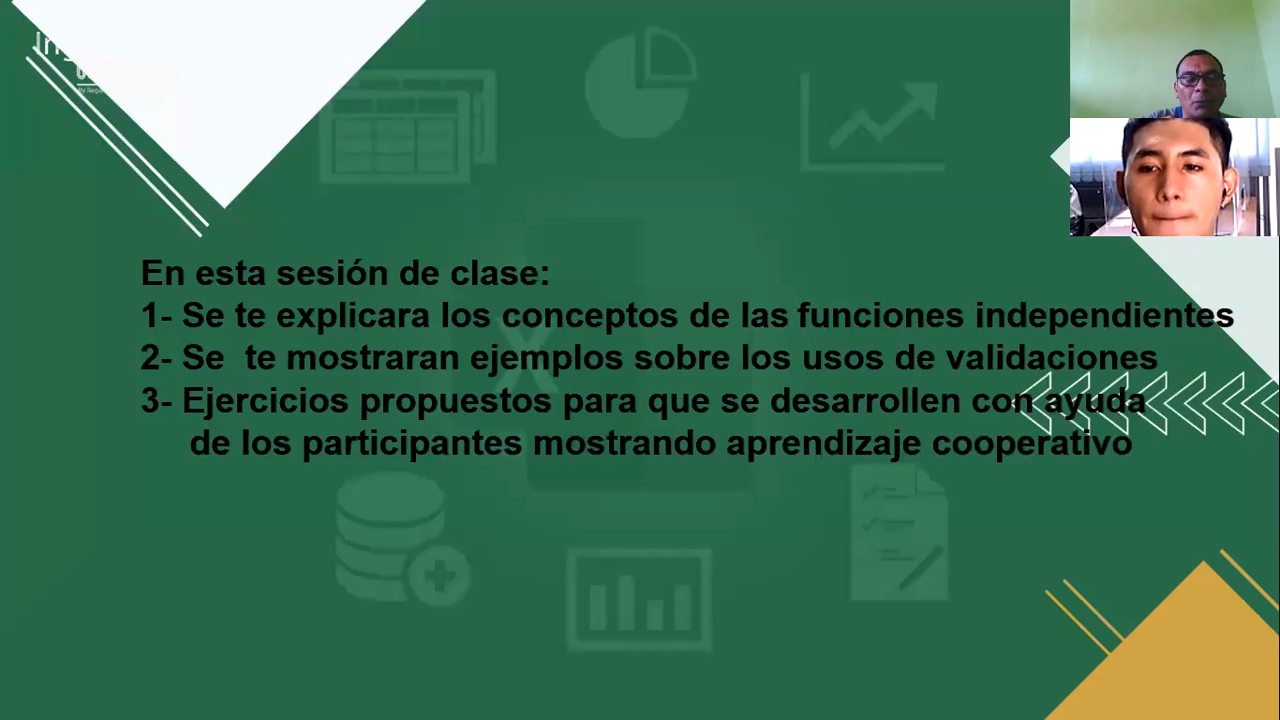 En esta sesión de clase:
1- Se te explicara los conceptos de las funciones independientes
2- Se te mostraran ejemplos sobre los usos de validaciones
3- Ejercicios propuestos para que se desarrollen con ayuda
de los participantes mostrando aprendizaje cooperativo